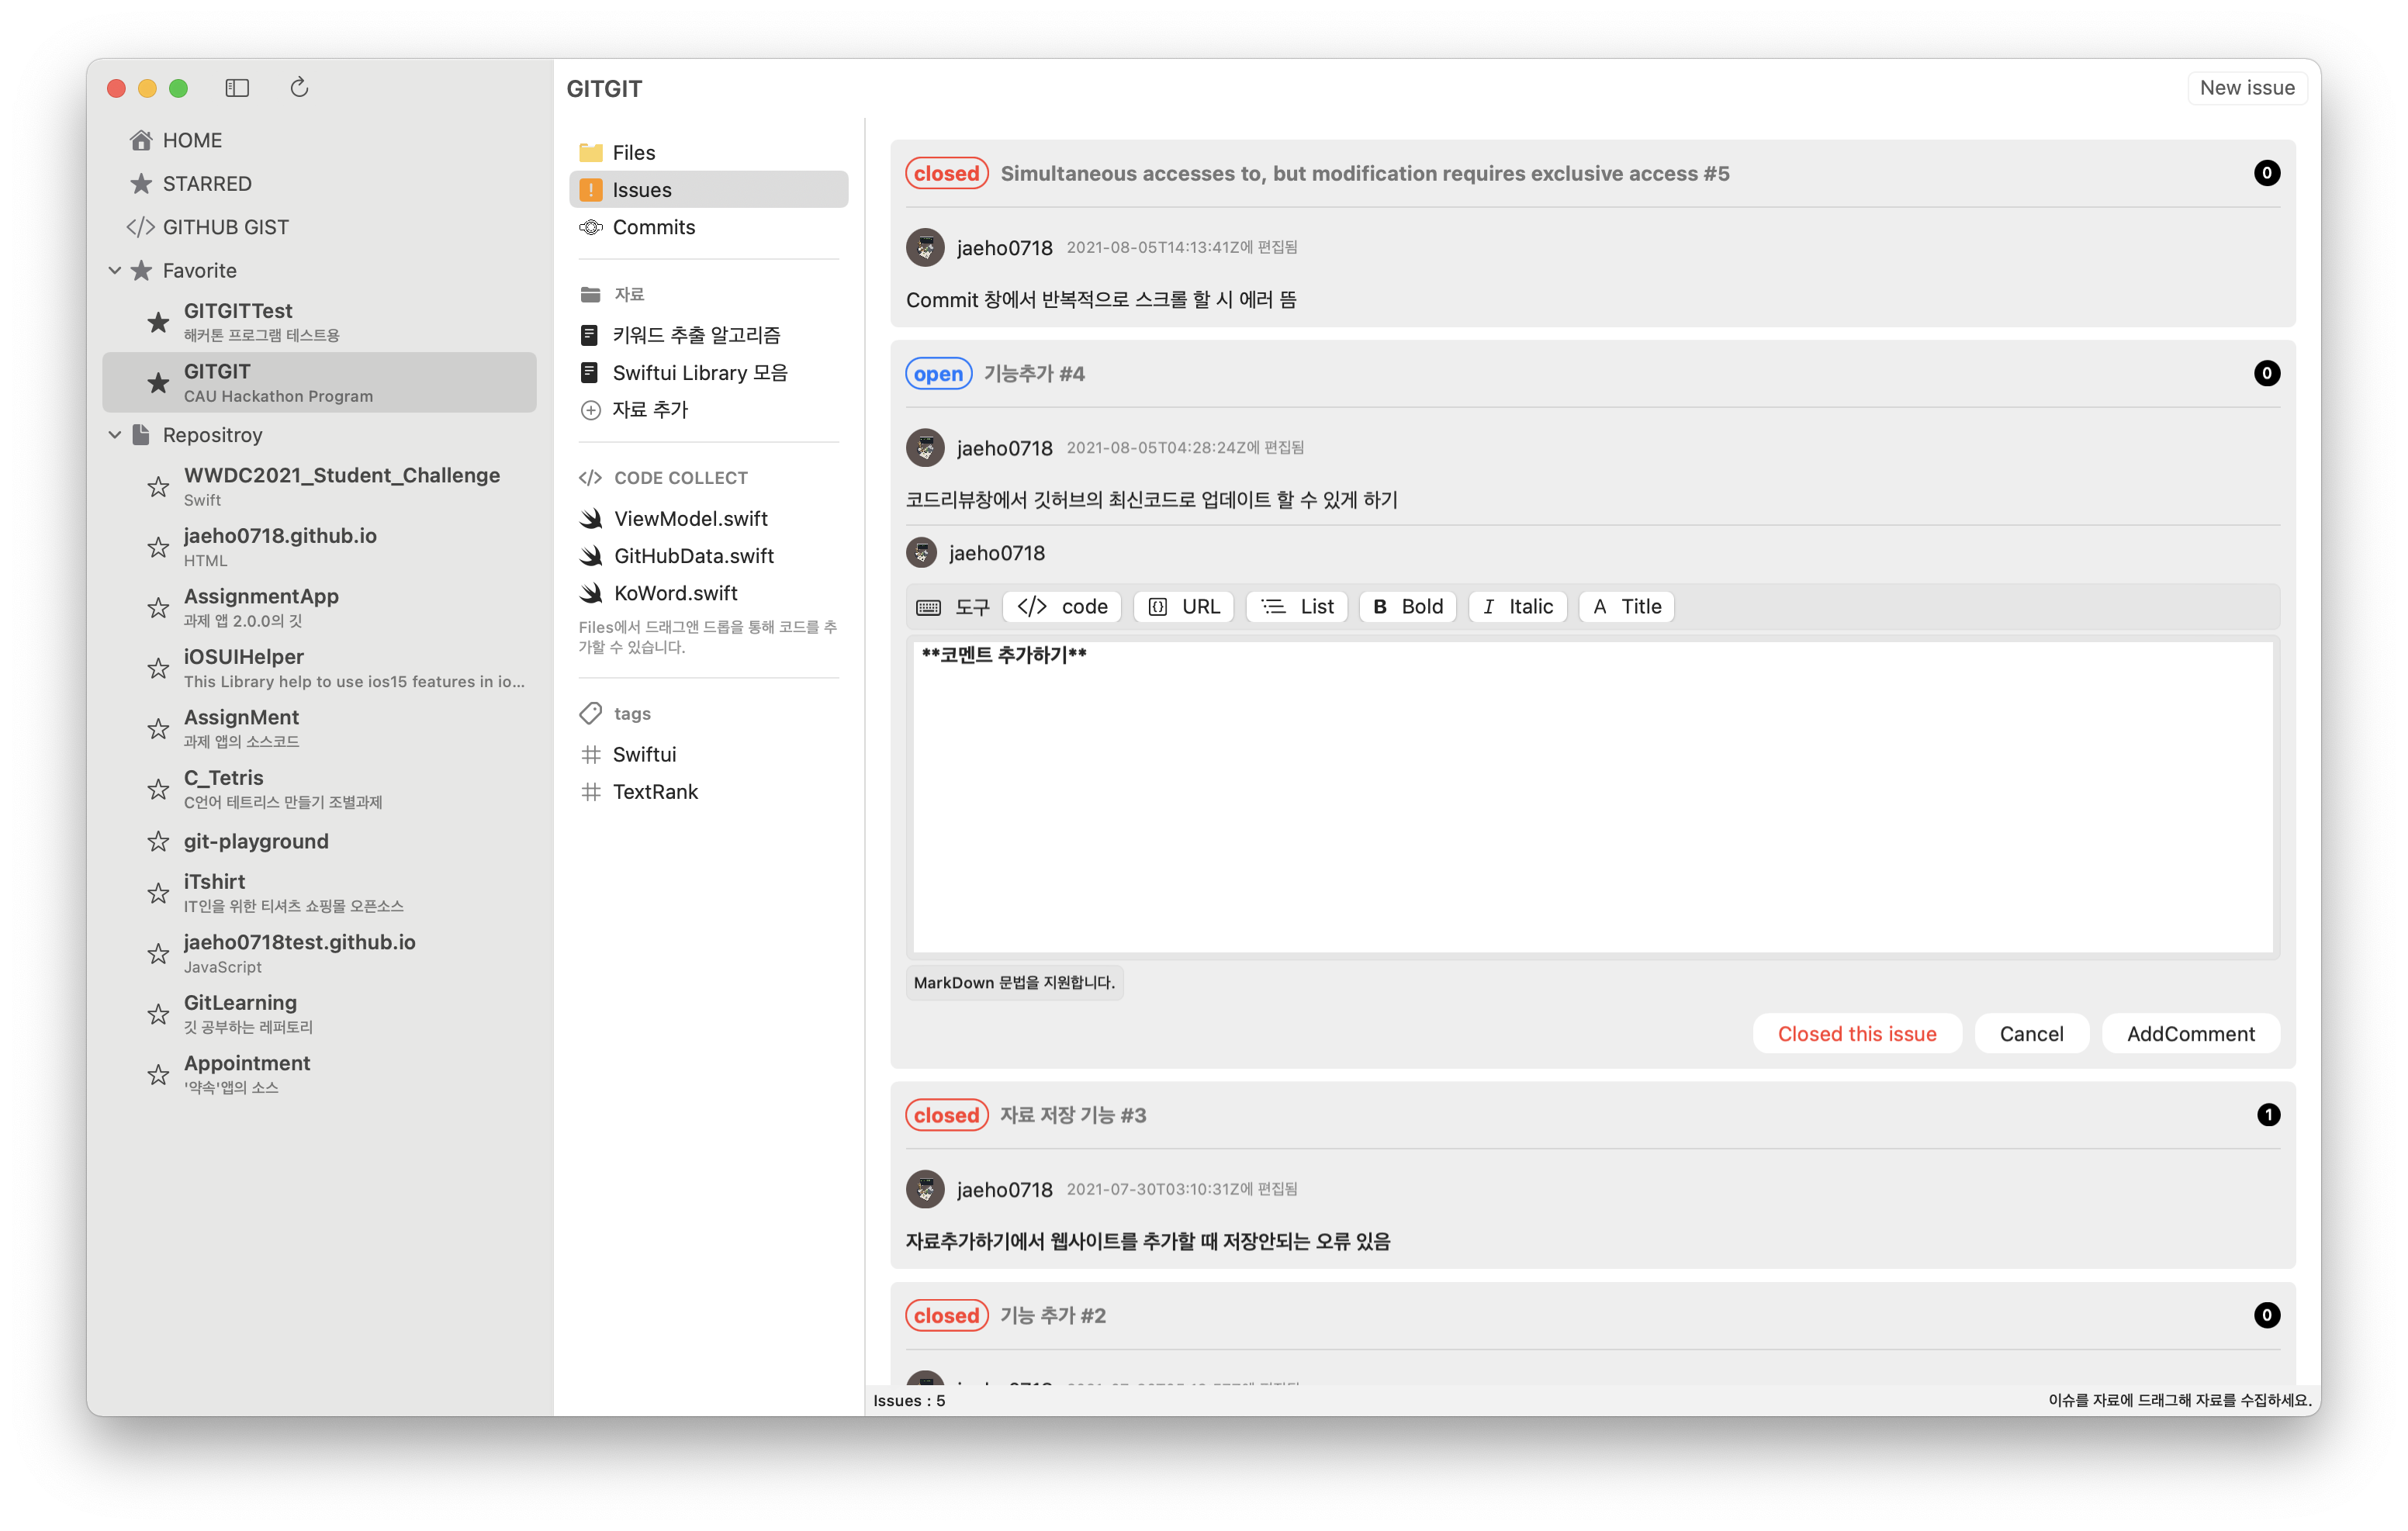 GITGIT
New issue
HOME
STARRED
GITHUB GIST
Favorite
GITGITTest
해커톤 프로그램 테스트용
GITGIT
CAU Hackathon Program
Repositroy
WWDC2021_Student_Challenge
Swift
jaeho0718.github.io
HTML
AssignmentApp
과제 앱 2.0.0의 깃
iOSUIHelper
This Library help to use ios15 features in io...
AssignMent
과제 앱의 소스코드
C_Tetris
C언어 테트리스 만들기 조별과제
git-playground
iTshirt
IT인을 위한 티셔츠 쇼핑몰 오픈소스
jaeho0718test.github.io
JavaScript
GitLearning
깃 공부하는 레퍼토리
Appointment
'약속'앱의 소스
Files
Issues
Commits
자료
키워드 추출 알고리즘
Swiftui Library 모음
자료 추가
CODE COLLECT
ViewModel.swift
GitHubData.swift
KoWord.swift
Files에서 드래그앤 드롭을 통해 코드를 추
가할 수 있습니다.
tags
Swiftui
TextRank
closed Simultaneous accesses to, but modification requires exclusive access #5 0
jaeho0718 2021-08-05T14:13:41Z에 편집됨
Commit 창에서 반복적으로 스크롤 할 시 에러 뜸
open 기능추가 #4 0
jaeho0718 2021-08-05T04:28:24Z에 편집됨
코드리뷰창에서 깃허브의 최신코드로 업데이트 할 수 있게 하기
jaeho0718
도구 </> code URL List B Bold I Italic A Title
**코멘트 추가하기**
MarkDown 문법을 지원합니다.
Closed this issue Cancel AddComment
closed 자료 저장 기능 #3 1
jaeho0718 2021-07-30T03:10:31Z에 편집됨
자료추가하기에서 웹사이트를 추가할 때 저장안되는 오류 있음
closed 기능 추가 #2 0
Issues : 5
이슈를 자료에 드래그해 자료를 수집하세요.